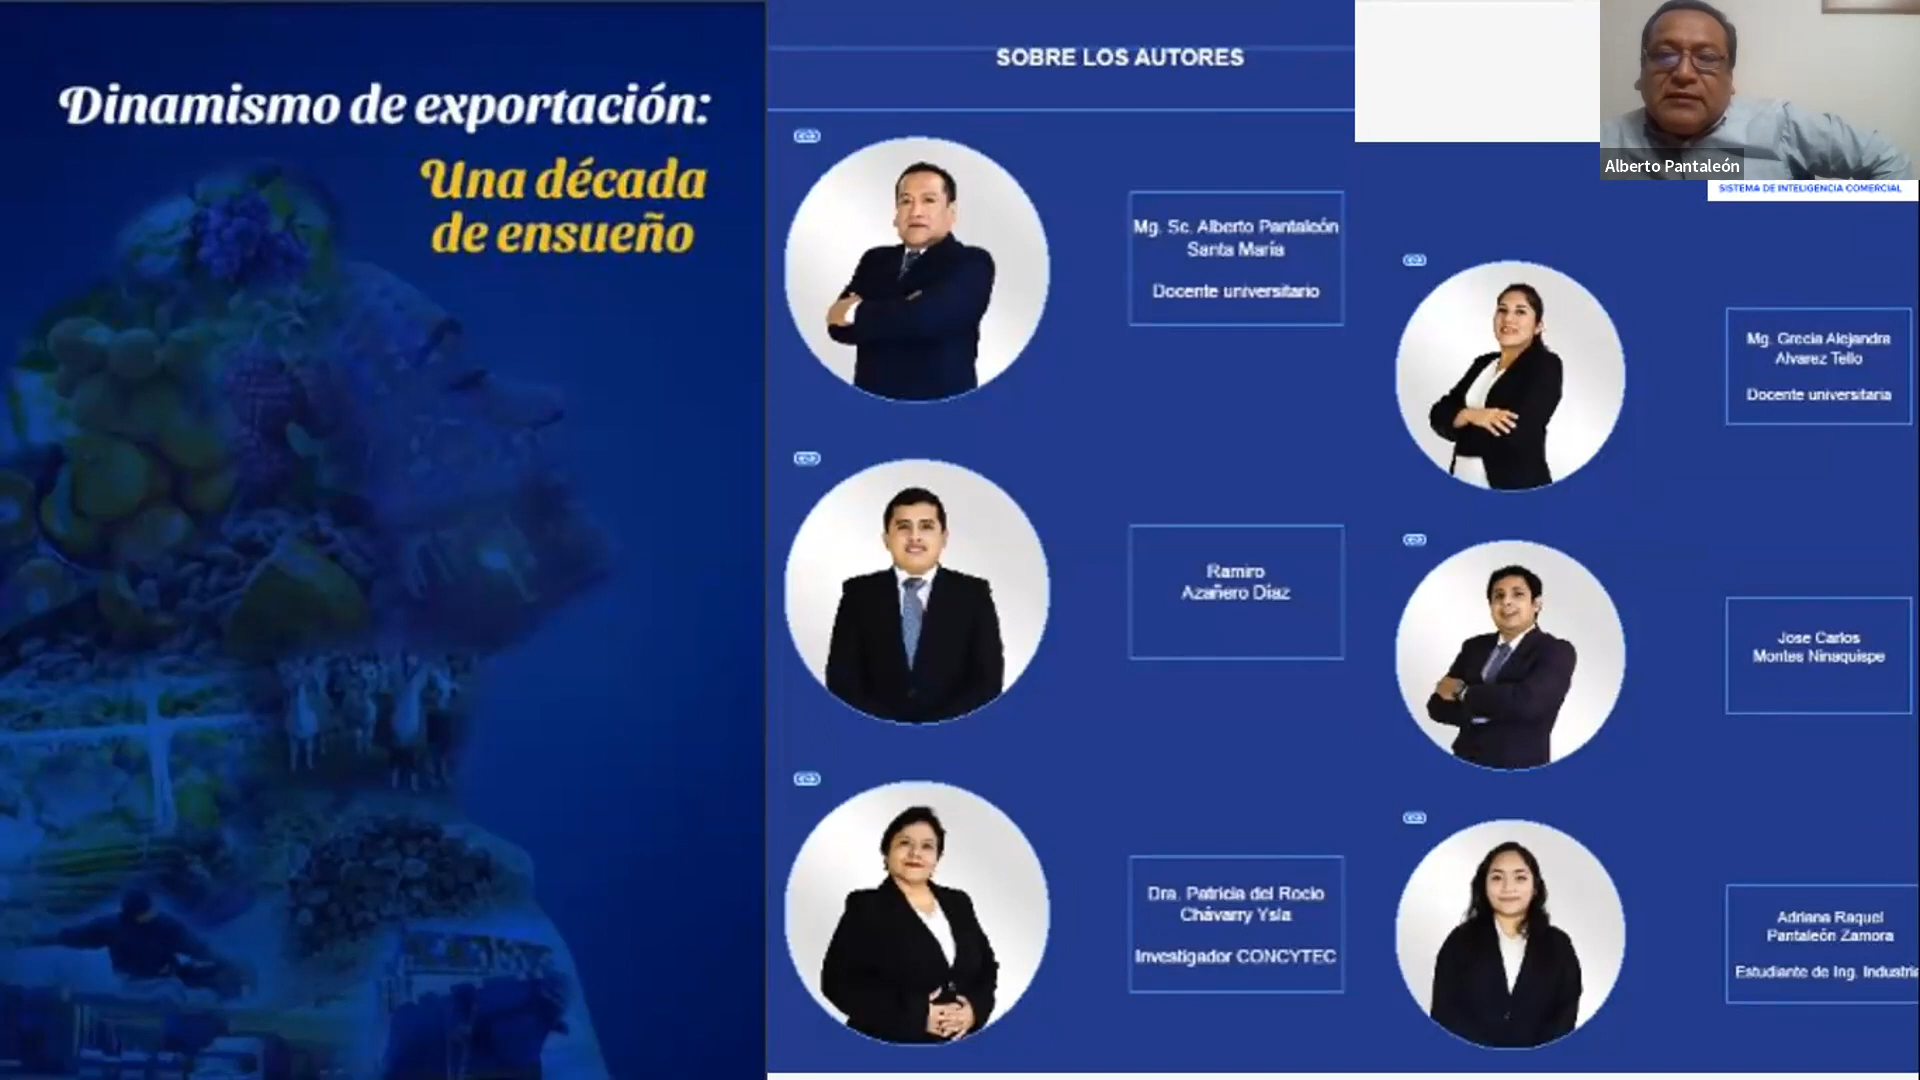 Dinamismo de exportación:
Una década
de ensueño
SOBRE LOS AUTORES
Mg. Sc. Alberto Pantaleón
Santa María
Docente universitario
Ramiro
Azañero Díaz
Dra. Patricia del Rocío
Chávarry Ysla
Investigador CONCYTEC
Alberto Pantaleón
SISTEMA DE INTELIGENCIA COMERCIAL
Mg. Grecia Alejandra
Alvarez Tello
Docente universitaria
Jose Carlos
Montes Ninaquispe
Adriana Raquel
Pantaleón Zamora
Estudiante de Ing. Industria